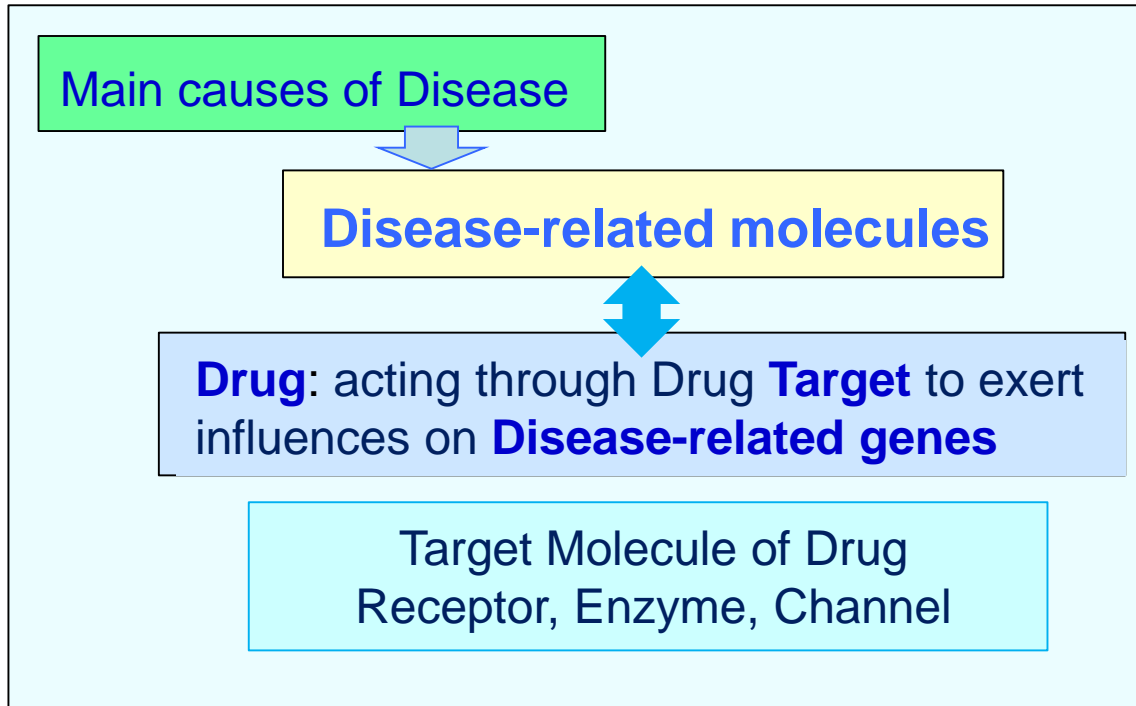 Main causes of Disease
Disease-related molecules
Drug: acting through Drug Target to exert
influences on Disease-related genes
Target Molecule of Drug
Receptor, Enzyme, Channel